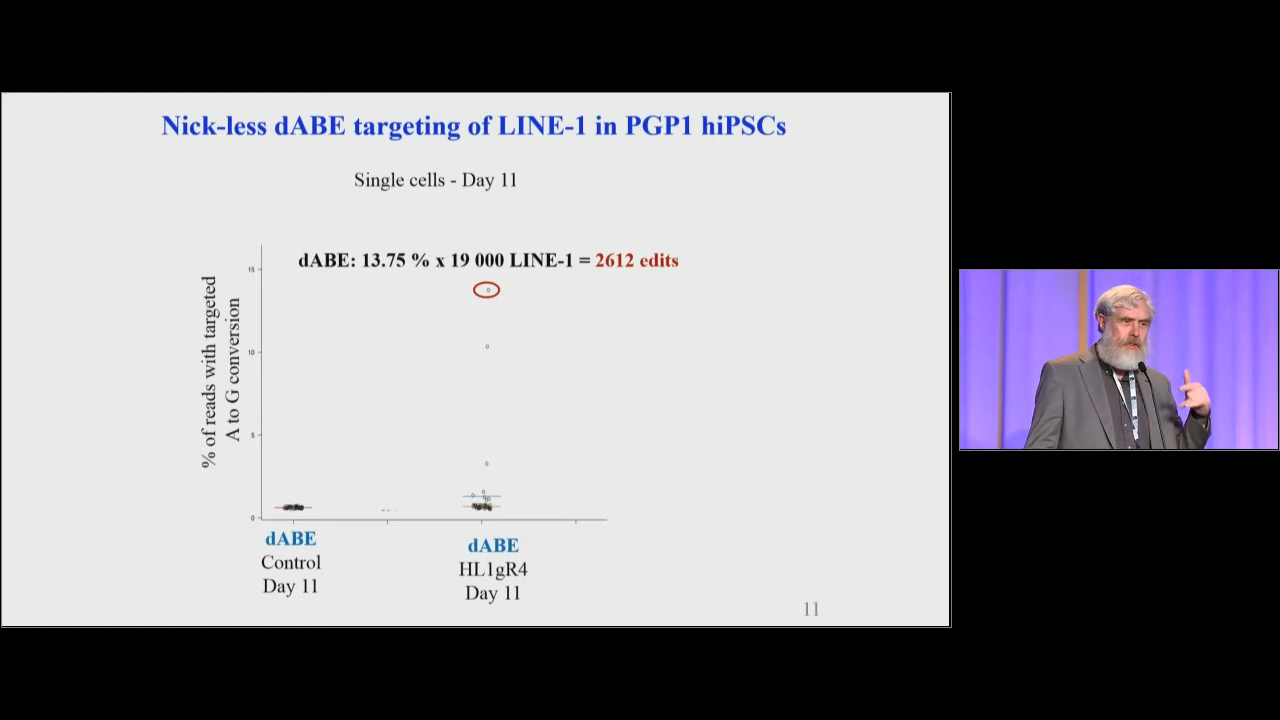 Nick-less dABE targeting of LINE-1 in PGP1 hiPSCs
Single cells - Day 11
dABE: 13.75 % x 19 000 LINE-1 = 2612 edits
% of reads with targeted
A to G conversion
15
10
5
0
dABE
Control
Day 11
dABE
HL1gR4
Day 11
11